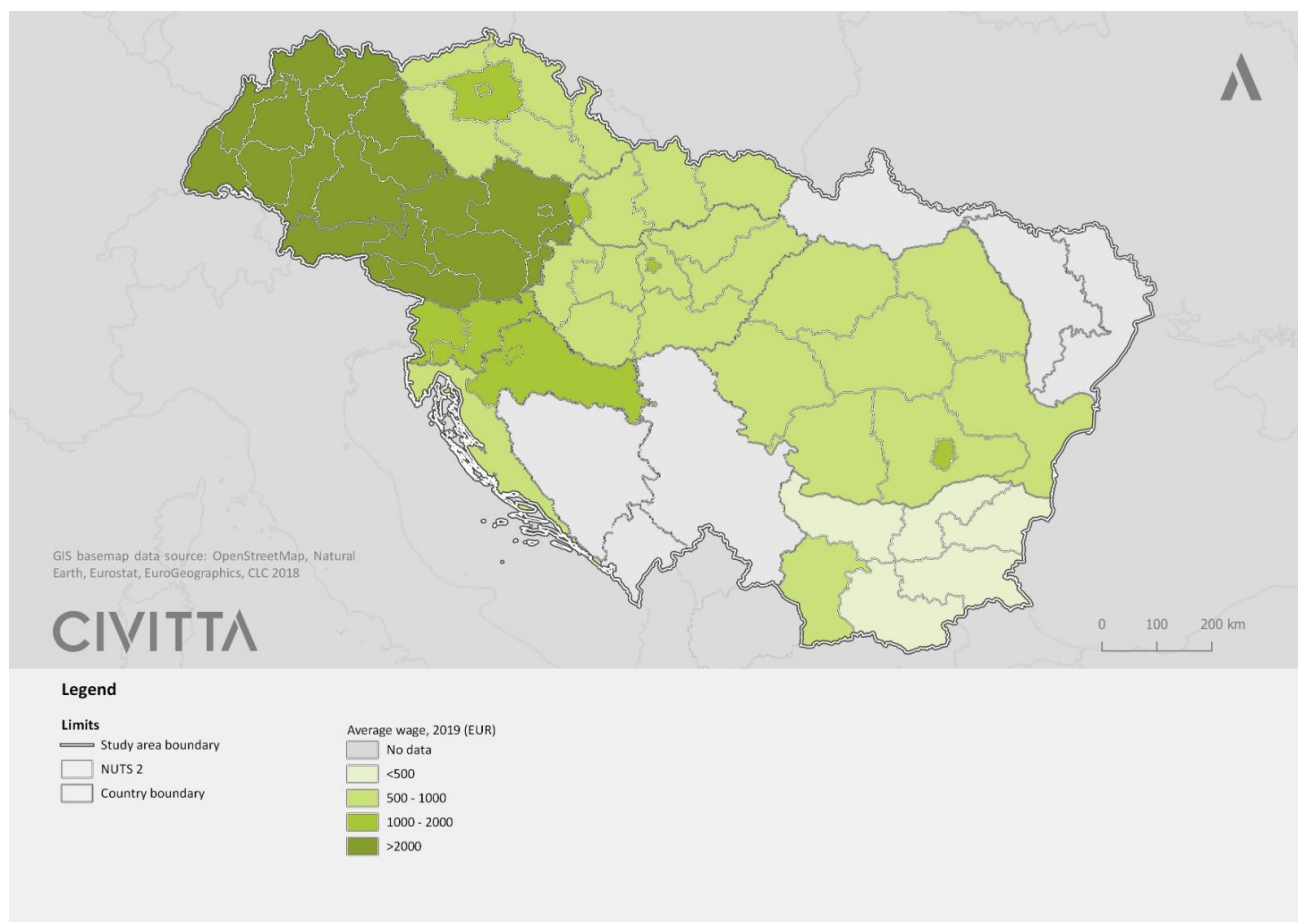 GIS basemap data source: OpenStreetMap, Natural
Earth, Eurostat, EuroGeographics, CLC 2018
CIVITTA
0 100 200 km
Legend
Limits
Study area boundary
NUTS 2
Country boundary
Average wage, 2019 (EUR)
No data
<500
500 - 1000
1000 - 2000
>2000